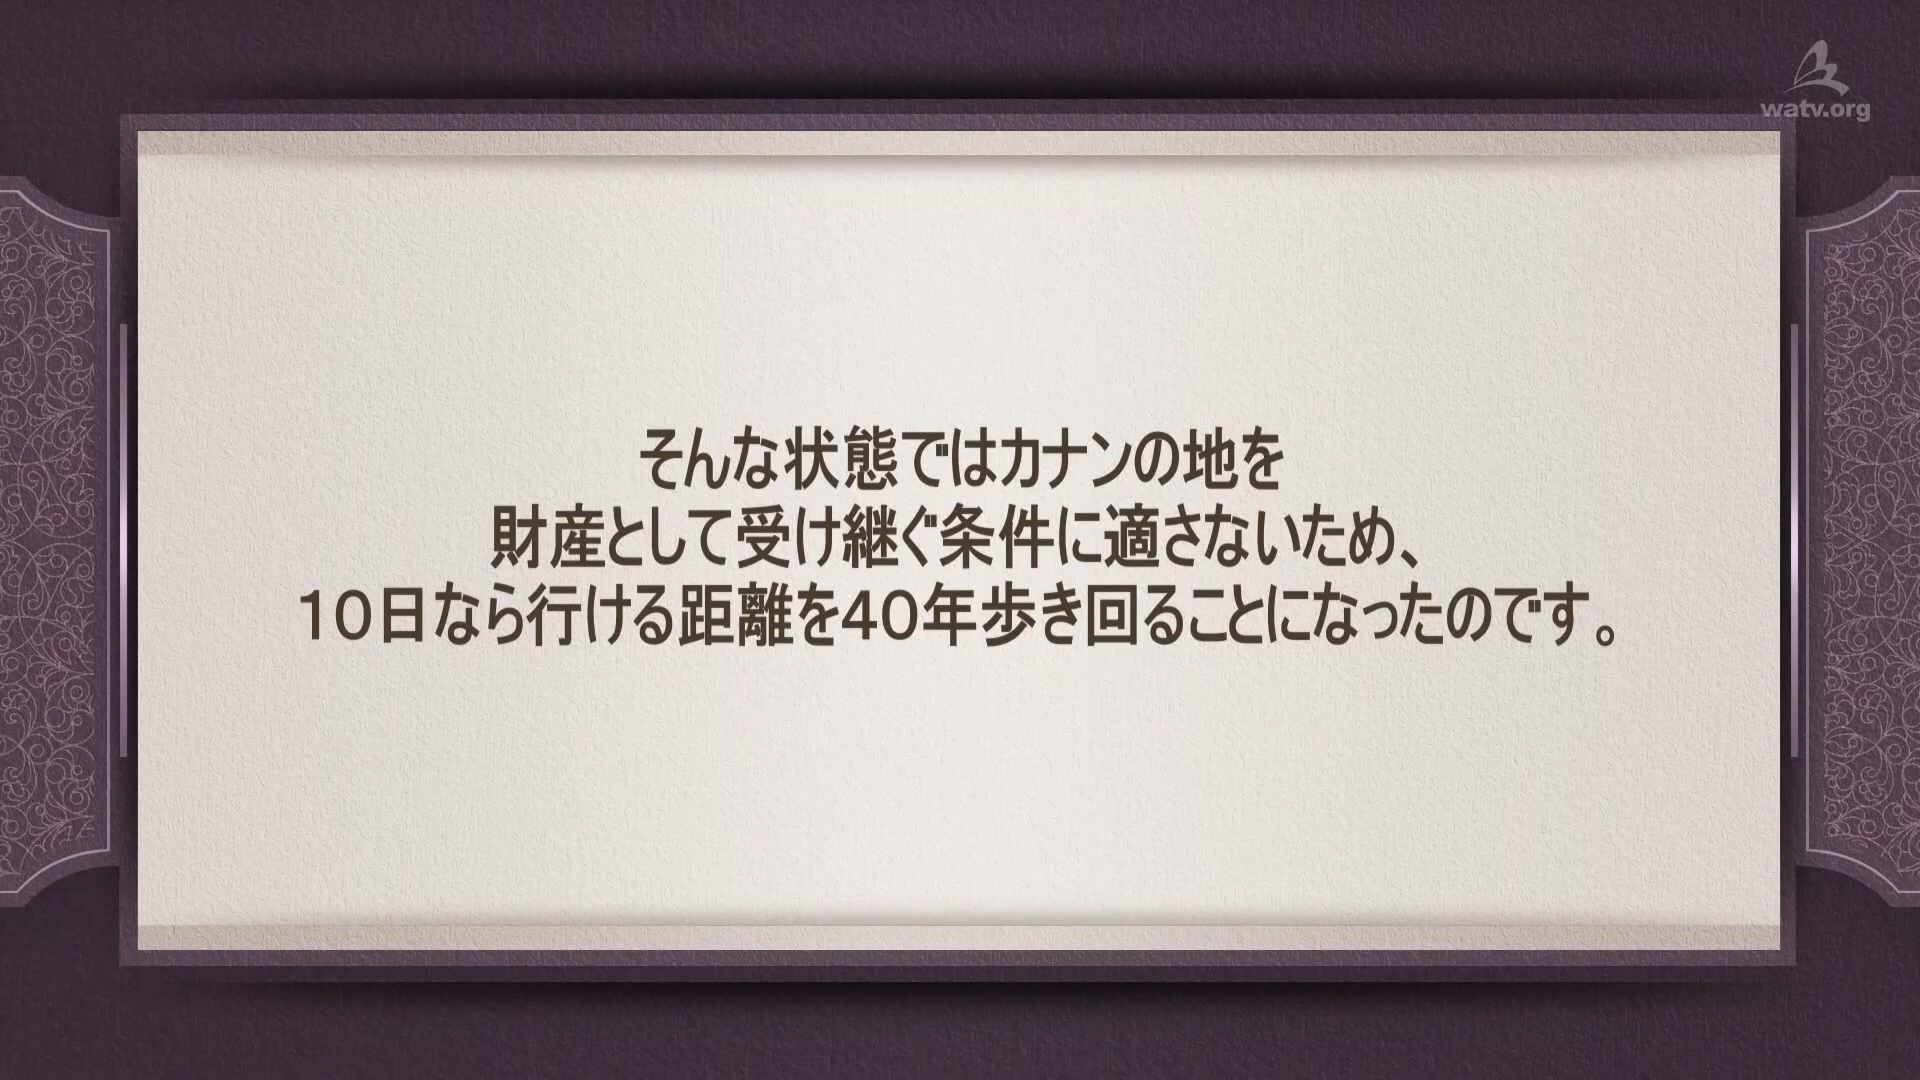 watv.org
そんな状態ではカナンの地を
財産として受け継ぐ条件に適さないため、
10日なら行ける距離を40年歩き回ることになったのです。